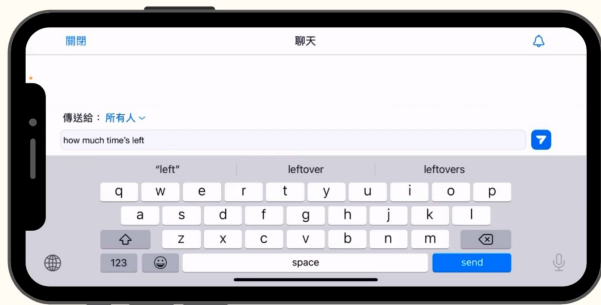 關閉 聊天
傳送給：所有人
how much time's left
“left” leftover leftovers
q w e r t y u i o p
a s d f g h j k l
z x c v b n m
123 space send